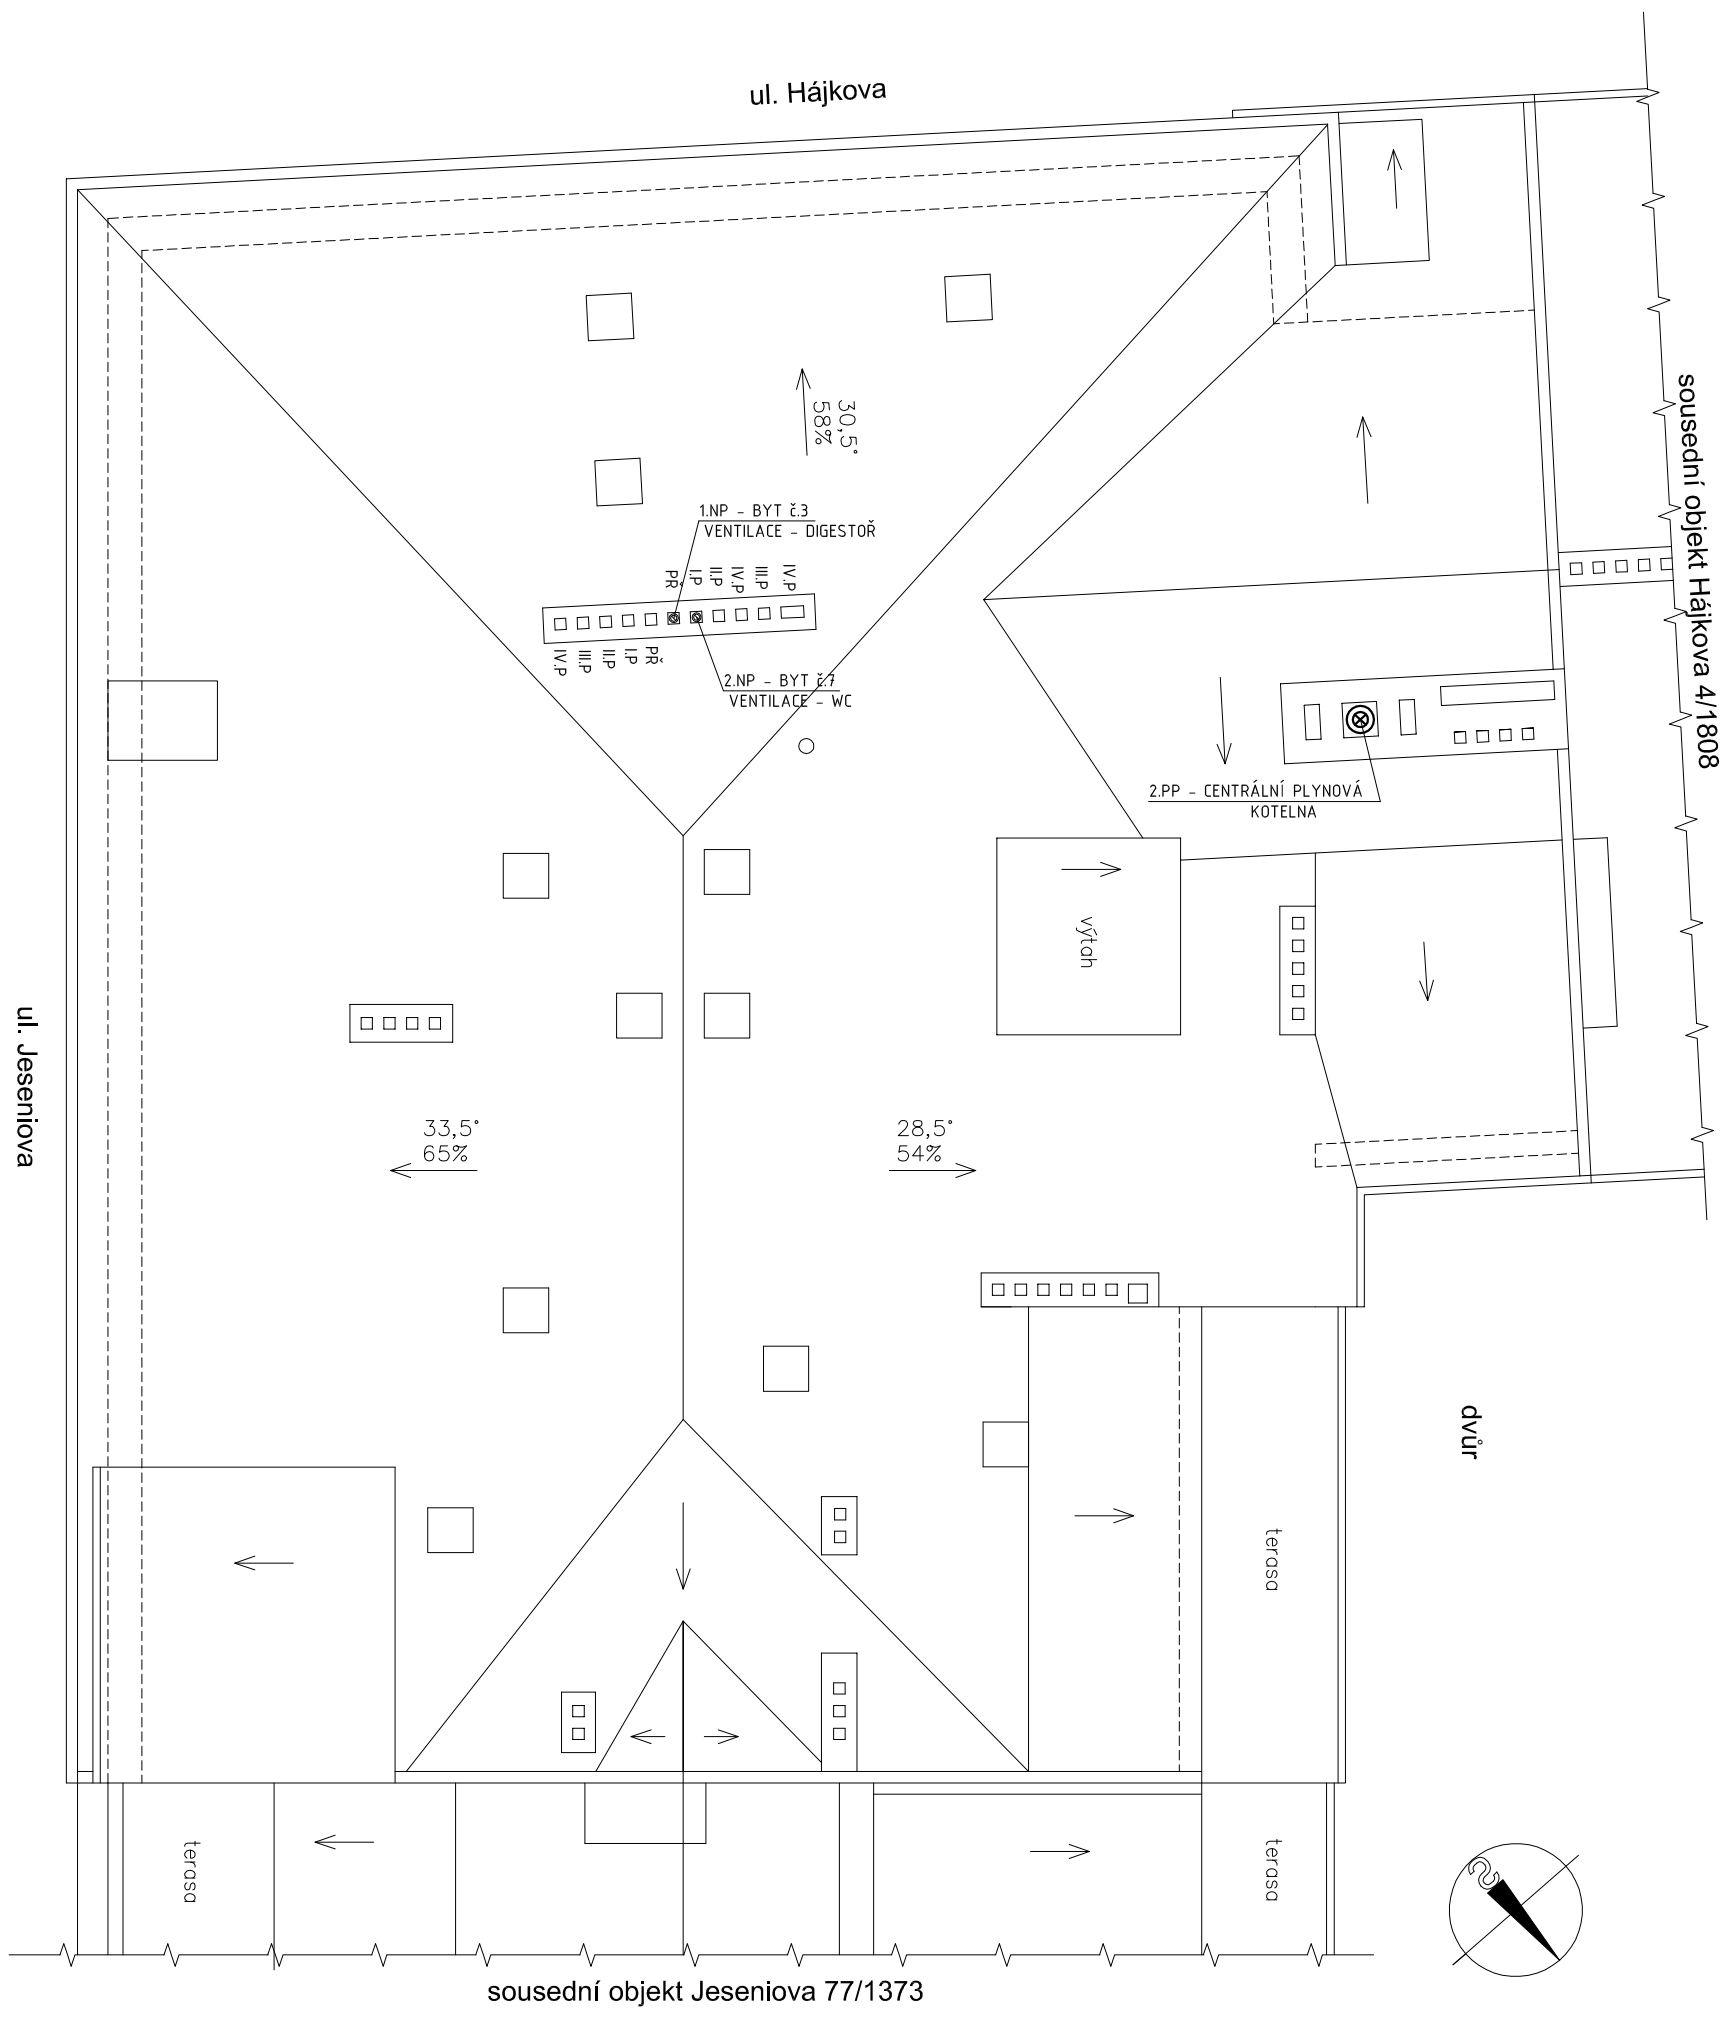 ul. Hájkova
sousední objekt Hájkova 4/1808
30,5°
58%
1.NP - BYT č.3
VENTILACE - DIGESTOŘ
PŘ
I.P
II.P
IV.P
III.P
IV.P
IV.P
III.P
II.P
I.P
PŘ
2.NP - BYT č.7
VENTILACE - WC
2.PP - CENTRÁLNÍ PLYNOVÁ
KOTELNA
výtah
ul. Jeseniova
33,5°
65%
28,5°
54%
dvůr
terasa
terasa
terasa
S
sousední objekt Jeseniova 77/1373